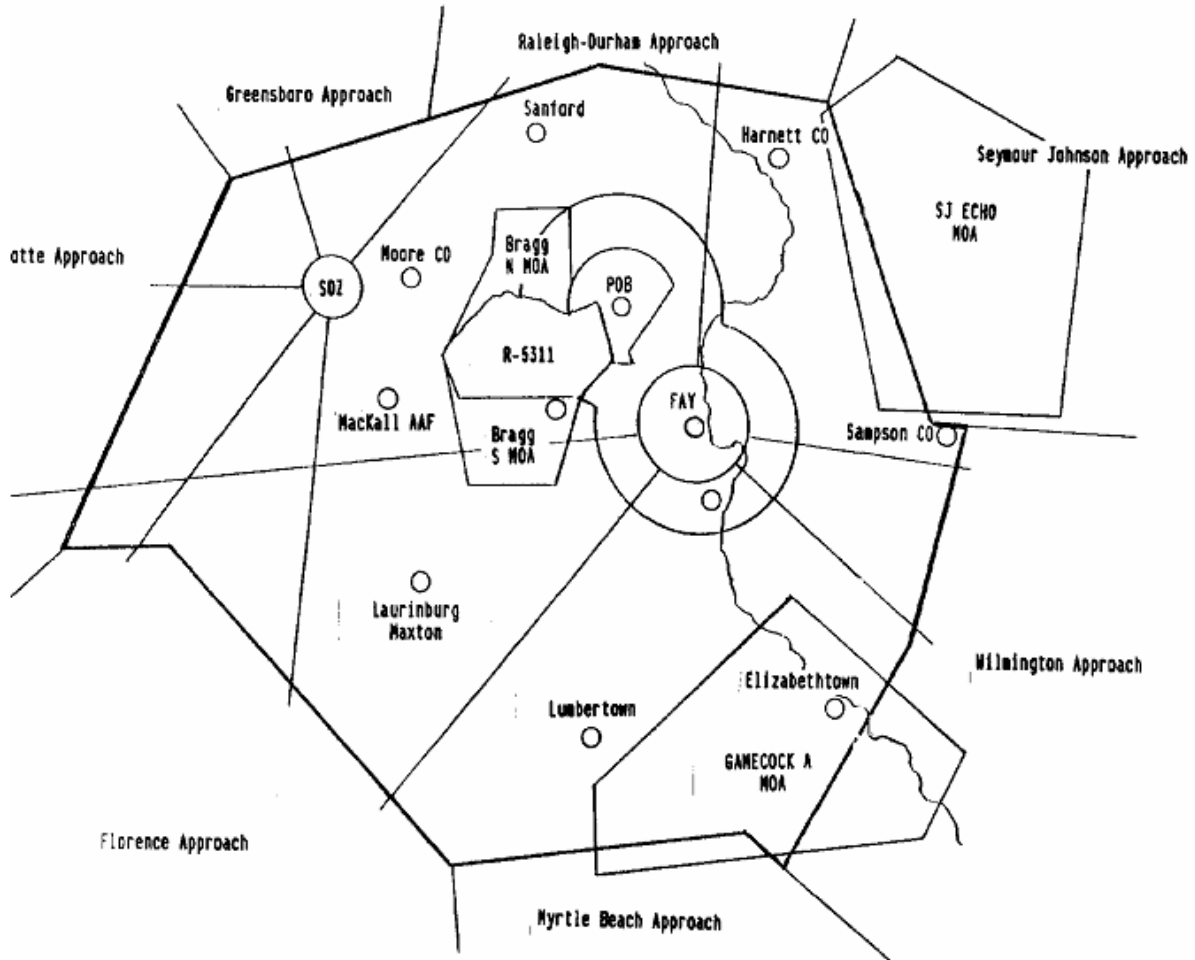 Raleigh-Durham Approach
Greensboro Approach
Sanford
Harnett CO
Seymour Johnson Approach
SJ ECHO
MOA
otte Approach
Moore CO
Bragg
N MOA
SDZ
POB
R-5311
MacKall AAF
FAY
Bragg
S MOA
Sampson CO
Laurinburg
Maxton
Wilmington Approach
Elizabethtown
Lumbertown
GAMECOCK A
MOA
Florence Approach
Myrtle Beach Approach